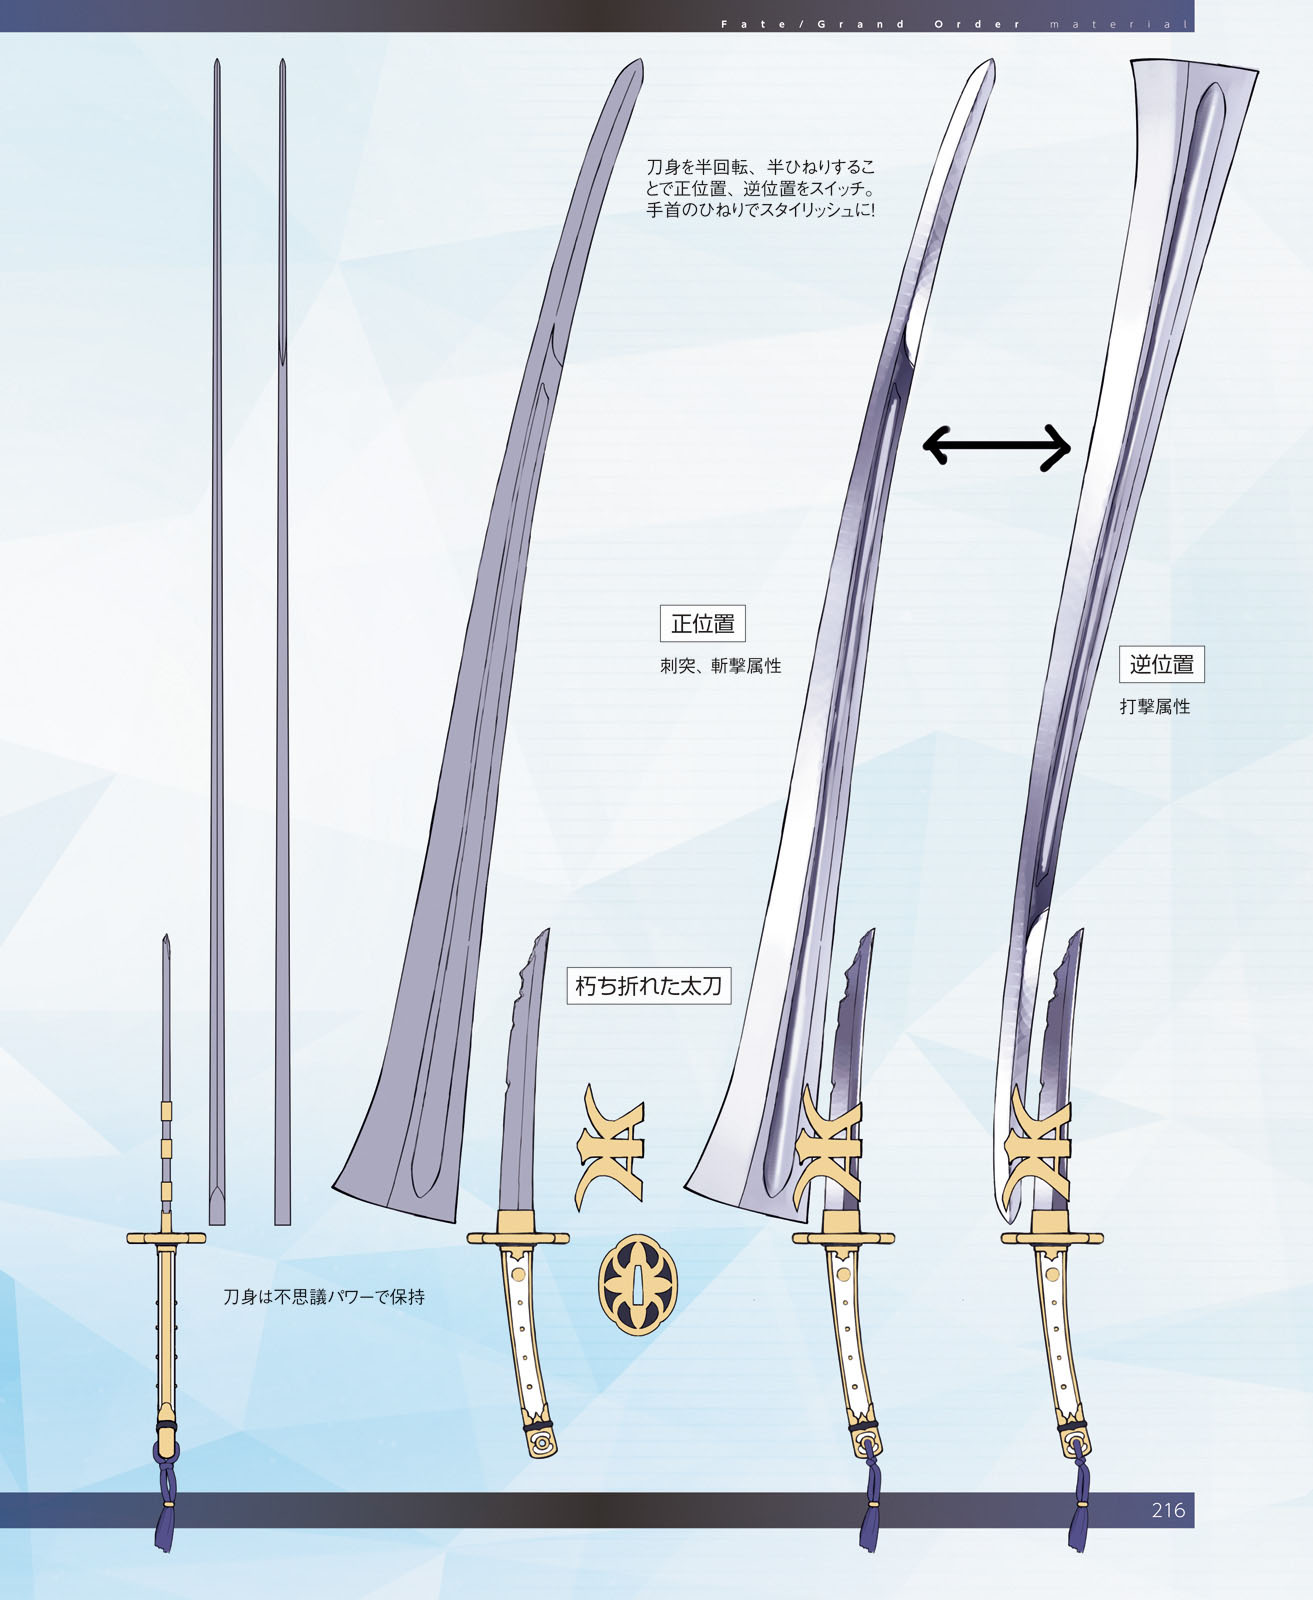 Fate/Grand Order material
刀身を半回転、半ひねりするこ
とで正位置、逆位置をスイッチ。
手首のひねりでスタイリッシュに!
正位置
刺突、斬撃属性
逆位置
打撃属性
朽ち折れた太刀
刀身は不思議パワーで保持
216